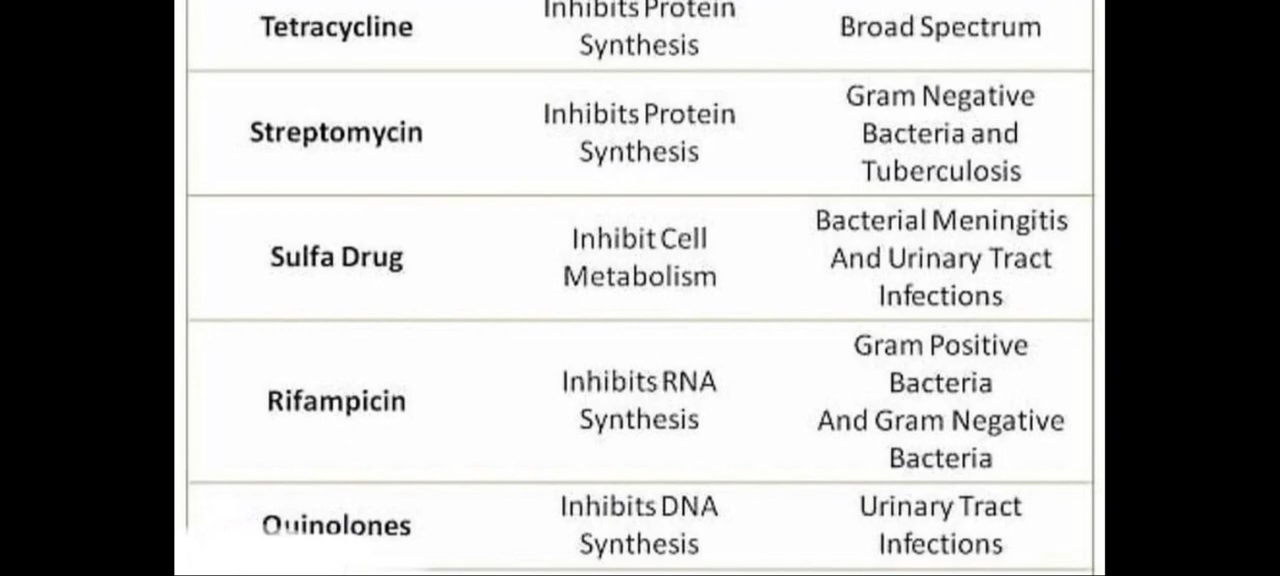 Tetracycline
Inhibits Protein
Synthesis
Broad Spectrum
Streptomycin
Inhibits Protein
Synthesis
Gram Negative
Bacteria and
Tuberculosis
Sulfa Drug
Inhibit Cell
Metabolism
Bacterial Meningitis
And Urinary Tract
Infections
Rifampicin
Inhibits RNA
Synthesis
Gram Positive
Bacteria
And Gram Negative
Bacteria
Quinolones
Inhibits DNA
Synthesis
Urinary Tract
Infections